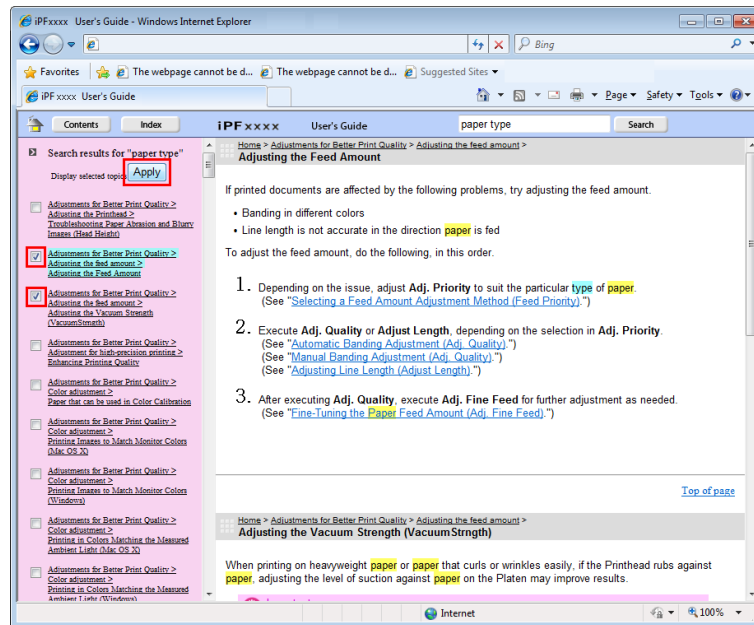 iPFxxxx User's Guide - Windows Internet Explorer
Bing
Favorites The webpage cannot be d... The webpage cannot be d... Suggested Sites
iPF xxxx User's Guide
Page Safety Tools
Contents Index iPF xxxx User's Guide paper type Search
Search results for "paper type"
Display selected topics Apply
Adjustments for Better Print Quality >
Adjusting the Printhead >
Troubleshooting Paper Abrasion and Blurry
Images (Head Height)
Adjustments for Better Print Quality >
Adjusting the feed amount >
Adjusting the Feed Amount
Adjustments for Better Print Quality >
Adjusting the feed amount >
Adjusting the Vacuum Strength
(VacuumStrngth)
Adjustments for Better Print Quality >
Adjustment for high-precision printing >
Enhancing Printing Quality
Adjustments for Better Print Quality >
Color adjustment >
Paper that can be used in Color Calibration
Adjustments for Better Print Quality >
Color adjustment >
Printing Images to Match Monitor Colors
(Mac OS X)
Adjustments for Better Print Quality >
Color adjustment >
Printing Images to Match Monitor Colors
(Windows)
Adjustments for Better Print Quality >
Color adjustment >
Printing in Colors Matching the Measured
Ambient Light (Mac OS X)
Adjustments for Better Print Quality >
Color adjustment >
Printing in Colors Matching the Measured
Ambient Light (Windows)
Home > Adjustments for Better Print Quality > Adjusting the feed amount >
Adjusting the Feed Amount
If printed documents are affected by the following problems, try adjusting the feed amount.
• Banding in different colors
• Line length is not accurate in the direction paper is fed
To adjust the feed amount, do the following, in this order.
1. Depending on the issue, adjust Adj. Priority to suit the particular type of paper.
(See "Selecting a Feed Amount Adjustment Method (Feed Priority).")
2. Execute Adj. Quality or Adjust Length, depending on the selection in Adj. Priority.
(See "Automatic Banding Adjustment (Adj. Quality).")
(See "Manual Banding Adjustment (Adj. Quality).")
(See "Adjusting Line Length (Adjust Length).")
3. After executing Adj. Quality, execute Adj. Fine Feed for further adjustment as needed.
(See "Fine-Tuning the Paper Feed Amount (Adj. Fine Feed).")
Top of page
Home > Adjustments for Better Print Quality > Adjusting the feed amount >
Adjusting the Vacuum Strength (VacuumStrngth)
When printing on heavyweight paper or paper that curls or wrinkles easily, if the Printhead rubs against
paper, adjusting the level of suction against paper on the Platen may improve results.
Internet 100%